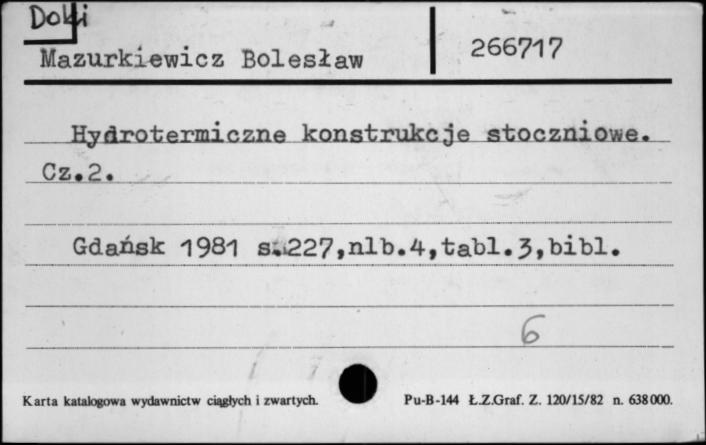 Doki
Mazurkiewicz Bolesław
266717
Hydrotermiczne konstrukcje stoczniowe.
Cz.2.
Gdańsk 1981 s.227,nlb.4,tabl.3,bibl.
6
Karta katalogowa wydawnictw ciągłych i zwartych.
Pu-B-144 Ł.Z.Graf. Z. 120/15/82 n. 638000.